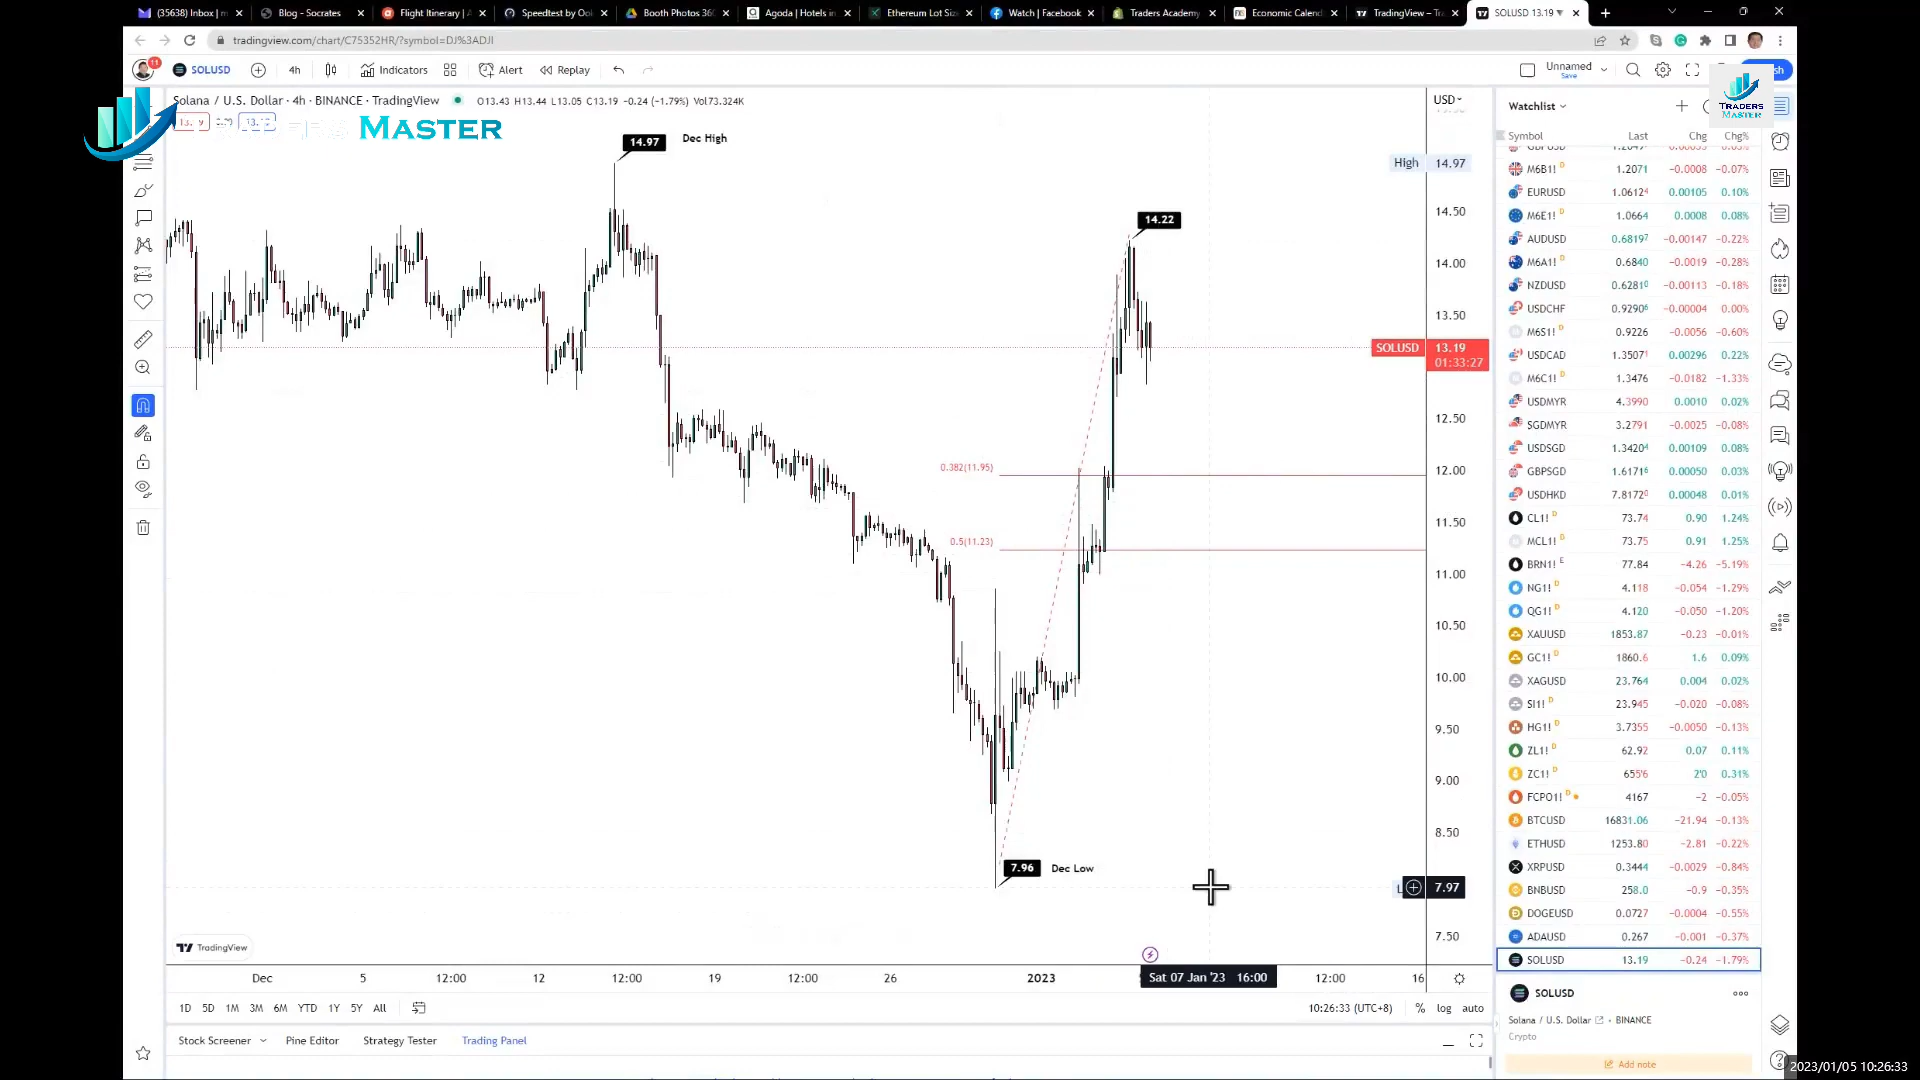 (35638) Inbox | m
Blog - Socrates
Flight Itinerary | A
Speedtest by Ook
Booth Photos 360
Agoda | Hotels in
Ethereum Lot Size
Watch | Facebook
Traders Academy
Economic Calend
TradingView – Tr
SOLUSD 13.19 ▼
tradingview.com/chart/C75352HR/?symbol=DJ%3ADJI
11
SOLUSD
4h
Indicators
Alert
Replay
Unnamed
Save
Solana / U.S. Dollar · 4h · BINANCE · TradingView
O13.43 H13.44 L13.05 C13.19 −0.24 (−1.79%) Vol73.324K
TRADERS MASTER
TRADERS
MASTER
USD
14.97
Dec High
High 14.97
14.22
14.50
14.00
13.50
SOLUSD 13.19
01:33:27
12.50
12.00
11.50
11.00
10.50
10.00
9.50
9.00
8.50
7.97
7.50
0.382(11.95)
0.5(11.23)
7.96
Dec Low
TradingView
Dec 5 12:00 12 12:00 19 12:00 26 2023 Sat 07 Jan '23 16:00 12:00 16
1D 5D 1M 3M 6M YTD 1Y 5Y All
10:26:33 (UTC+8) % log auto
Stock Screener Pine Editor Strategy Tester Trading Panel
Watchlist
Symbol Last Chg Chg%
M6B1! D 1.2071 −0.0008 −0.07%
EURUSD 1.06124 0.00105 0.10%
M6E1! D 1.0664 0.0008 0.08%
AUDUSD 0.68197 −0.00147 −0.22%
M6A1! D 0.6840 −0.0019 −0.28%
NZDUSD 0.62810 −0.00113 −0.18%
USDCHF 0.92906 −0.00004 0.00%
M6S1! D 0.9226 −0.0056 −0.60%
USDCAD 1.35071 0.00296 0.22%
M6C1! D 1.3476 −0.0182 −1.33%
USDMYR 4.3990 0.0010 0.02%
SGDMYR 3.2791 −0.0025 −0.08%
USDSGD 1.34204 0.00109 0.08%
GBPSGD 1.61716 0.00050 0.03%
USDHKD 7.81720 0.00048 0.01%
CL1! D 73.74 0.90 1.24%
MCL1! D 73.75 0.91 1.25%
BRN1! E 77.84 −4.26 −5.19%
NG1! D 4.118 −0.054 −1.29%
QG1! D 4.120 −0.050 −1.20%
XAUUSD 1853.87 −0.23 −0.01%
GC1! D 1860.6 1.6 0.09%
XAGUSD 23.764 0.004 0.02%
SI1! D 23.945 −0.020 −0.08%
HG1! D 3.7355 −0.0050 −0.13%
ZL1! D 62.92 0.07 0.11%
ZC1! D 655'6 2'0 0.31%
FCPO1! D 4167 −2 −0.05%
BTCUSD 16831.06 −21.94 −0.13%
ETHUSD 1253.80 −2.81 −0.22%
XRPUSD 0.3444 −0.0029 −0.84%
BNBUSD 258.0 −0.9 −0.35%
DOGEUSD 0.0727 −0.0004 −0.55%
ADAUSD 0.267 −0.001 −0.37%
SOLUSD 13.19 −0.24 −1.79%
SOLUSD
Solana / U.S. Dollar • BINANCE
Crypto
Add note
2023/01/05 10:26:33